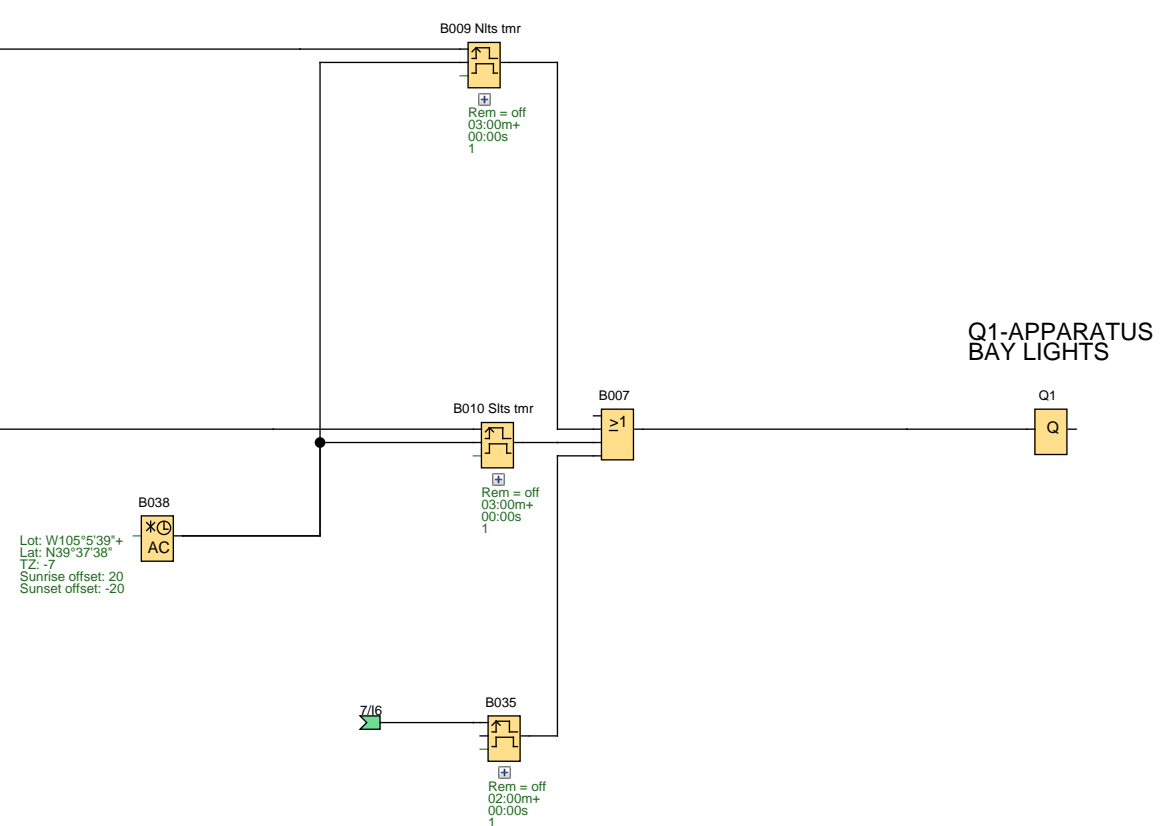 B009 Nlts tmr
Rem = off
03:00m+
00:00s
1
Q1-APPARATUS
BAY LIGHTS
B010 Slts tmr
B007
≥1
Q1
Q
Rem = off
03:00m+
00:00s
1
B038
AC
Lot: W105°5'39"+
Lat: N39°37'38"
TZ: -7
Sunrise offset: 20
Sunset offset: -20
7/I6
B035
Rem = off
02:00m+
00:00s
1